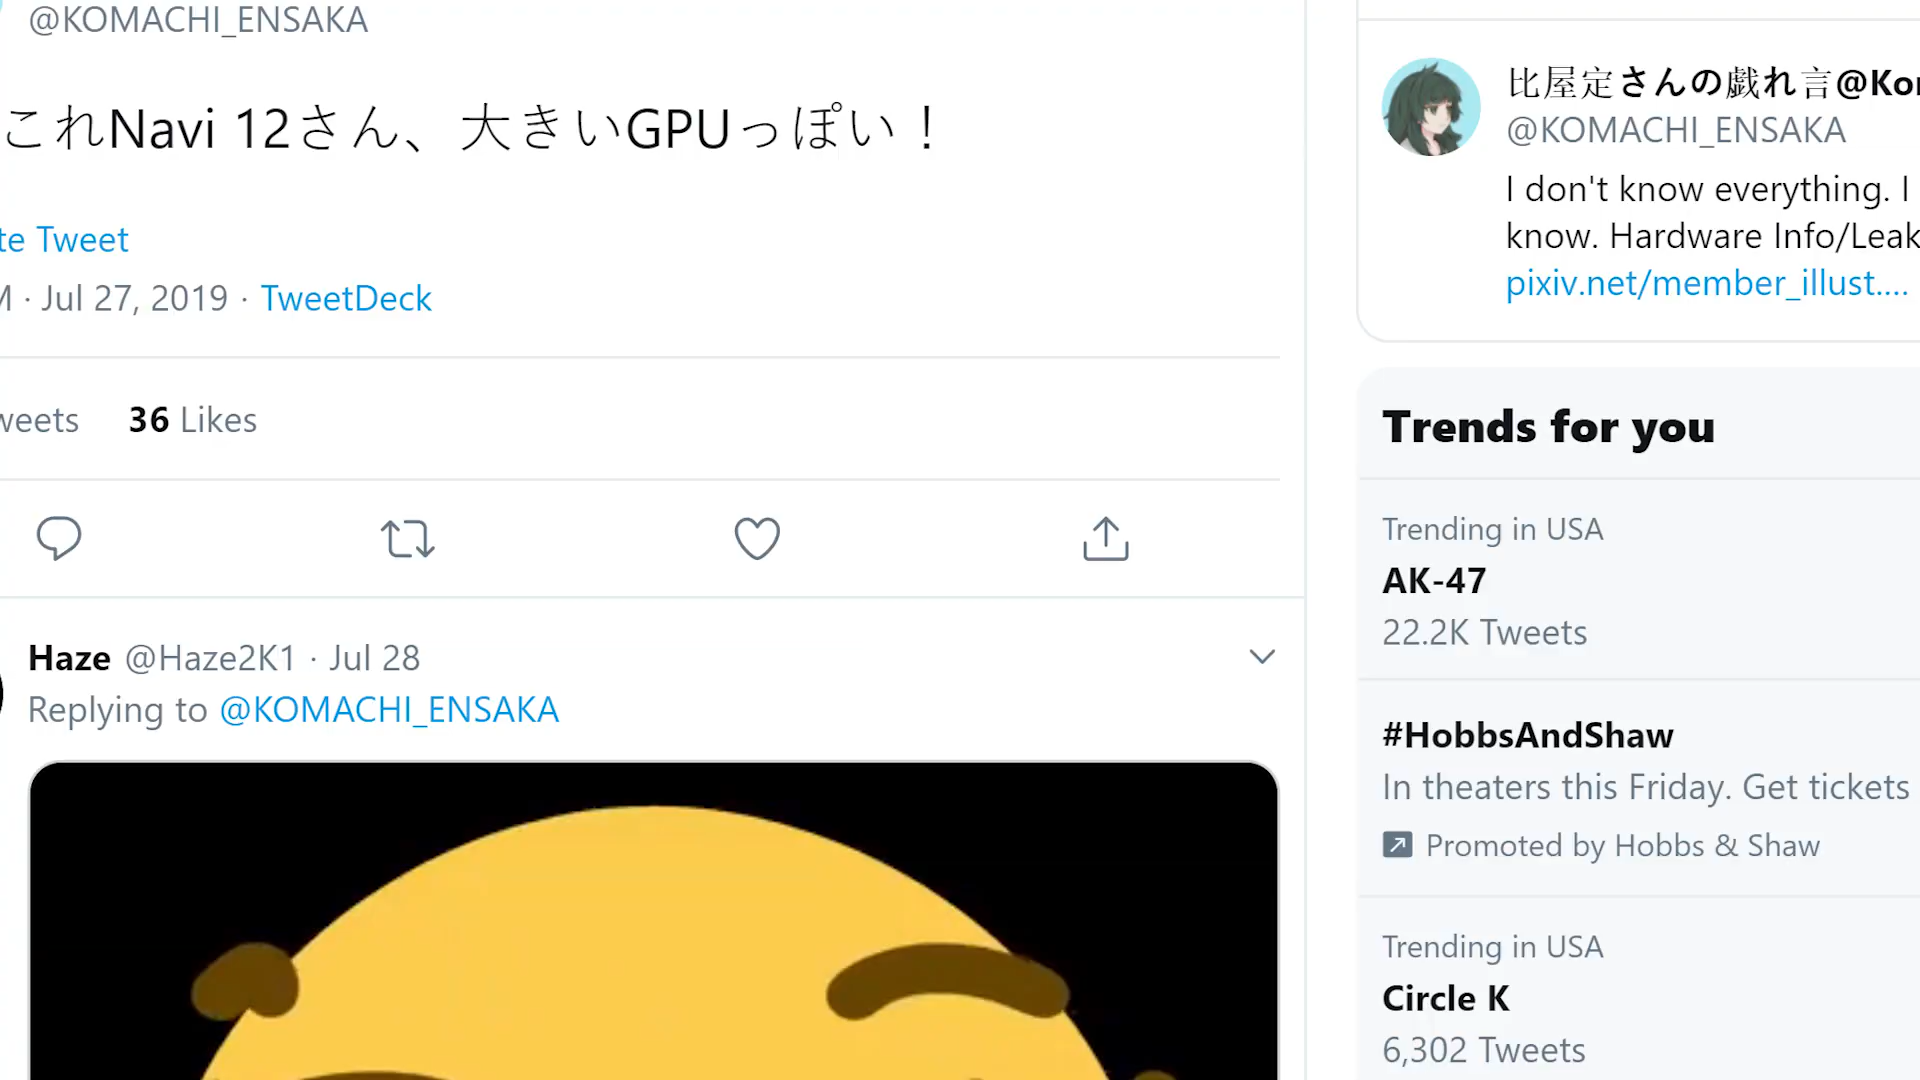 @KOMACHI_ENSAKA
これNavi 12さん、大きいGPUっぽい！
Tweet
· Jul 27, 2019 · TweetDeck
36 Likes
Haze @Haze2K1 · Jul 28
Replying to @KOMACHI_ENSAKA
比屋定さんの戯れ言@Ko
@KOMACHI_ENSAKA
I don't know everything. I
know. Hardware Info/Leak
pixiv.net/member_illust....
Trends for you
Trending in USA
AK-47
22.2K Tweets
#HobbsAndShaw
In theaters this Friday. Get tickets
Promoted by Hobbs & Shaw
Trending in USA
Circle K
6,302 Tweets